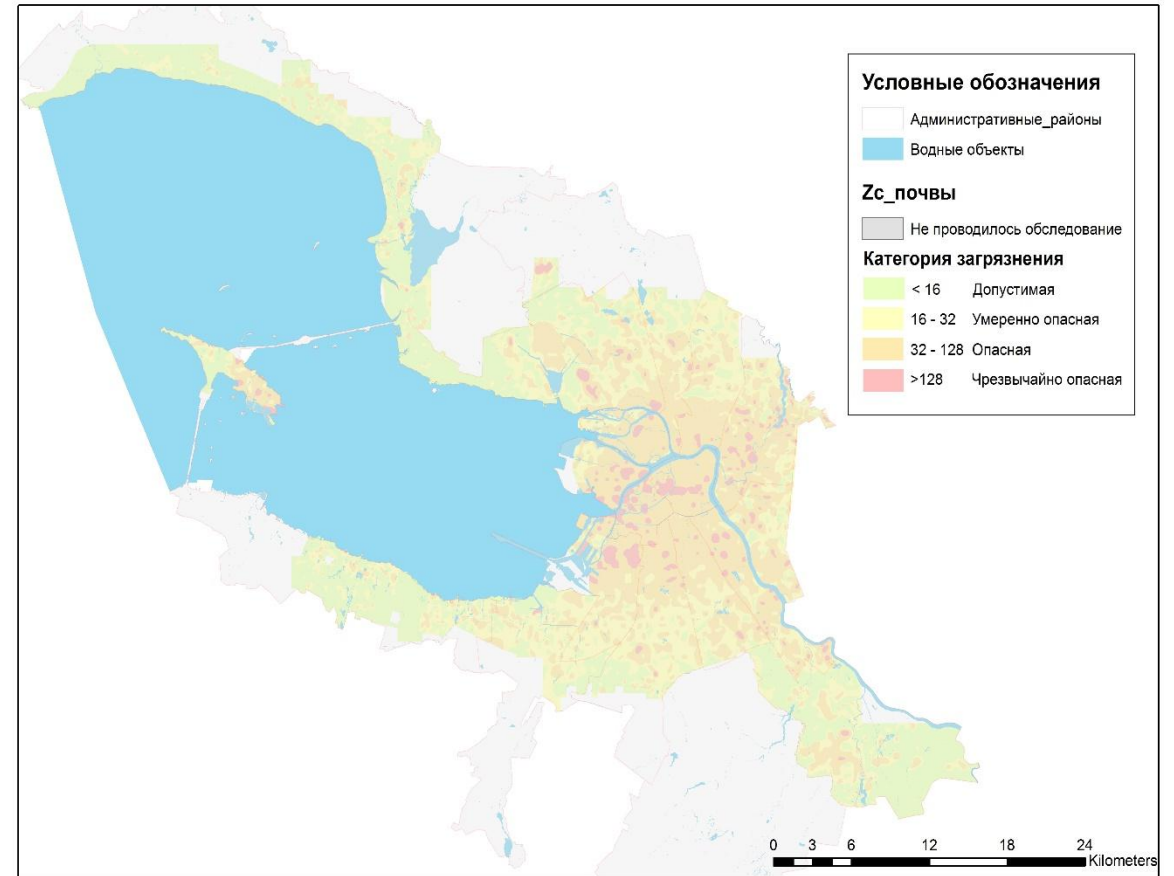 Условные обозначения
Административные_районы
Водные объекты
Zc_почвы
Не проводилось обследование
Категория загрязнения
< 16 Допустимая
16 - 32 Умеренно опасная
32 - 128 Опасная
>128 Чрезвычайно опасная
0 3 6 12 18 24
Kilometers